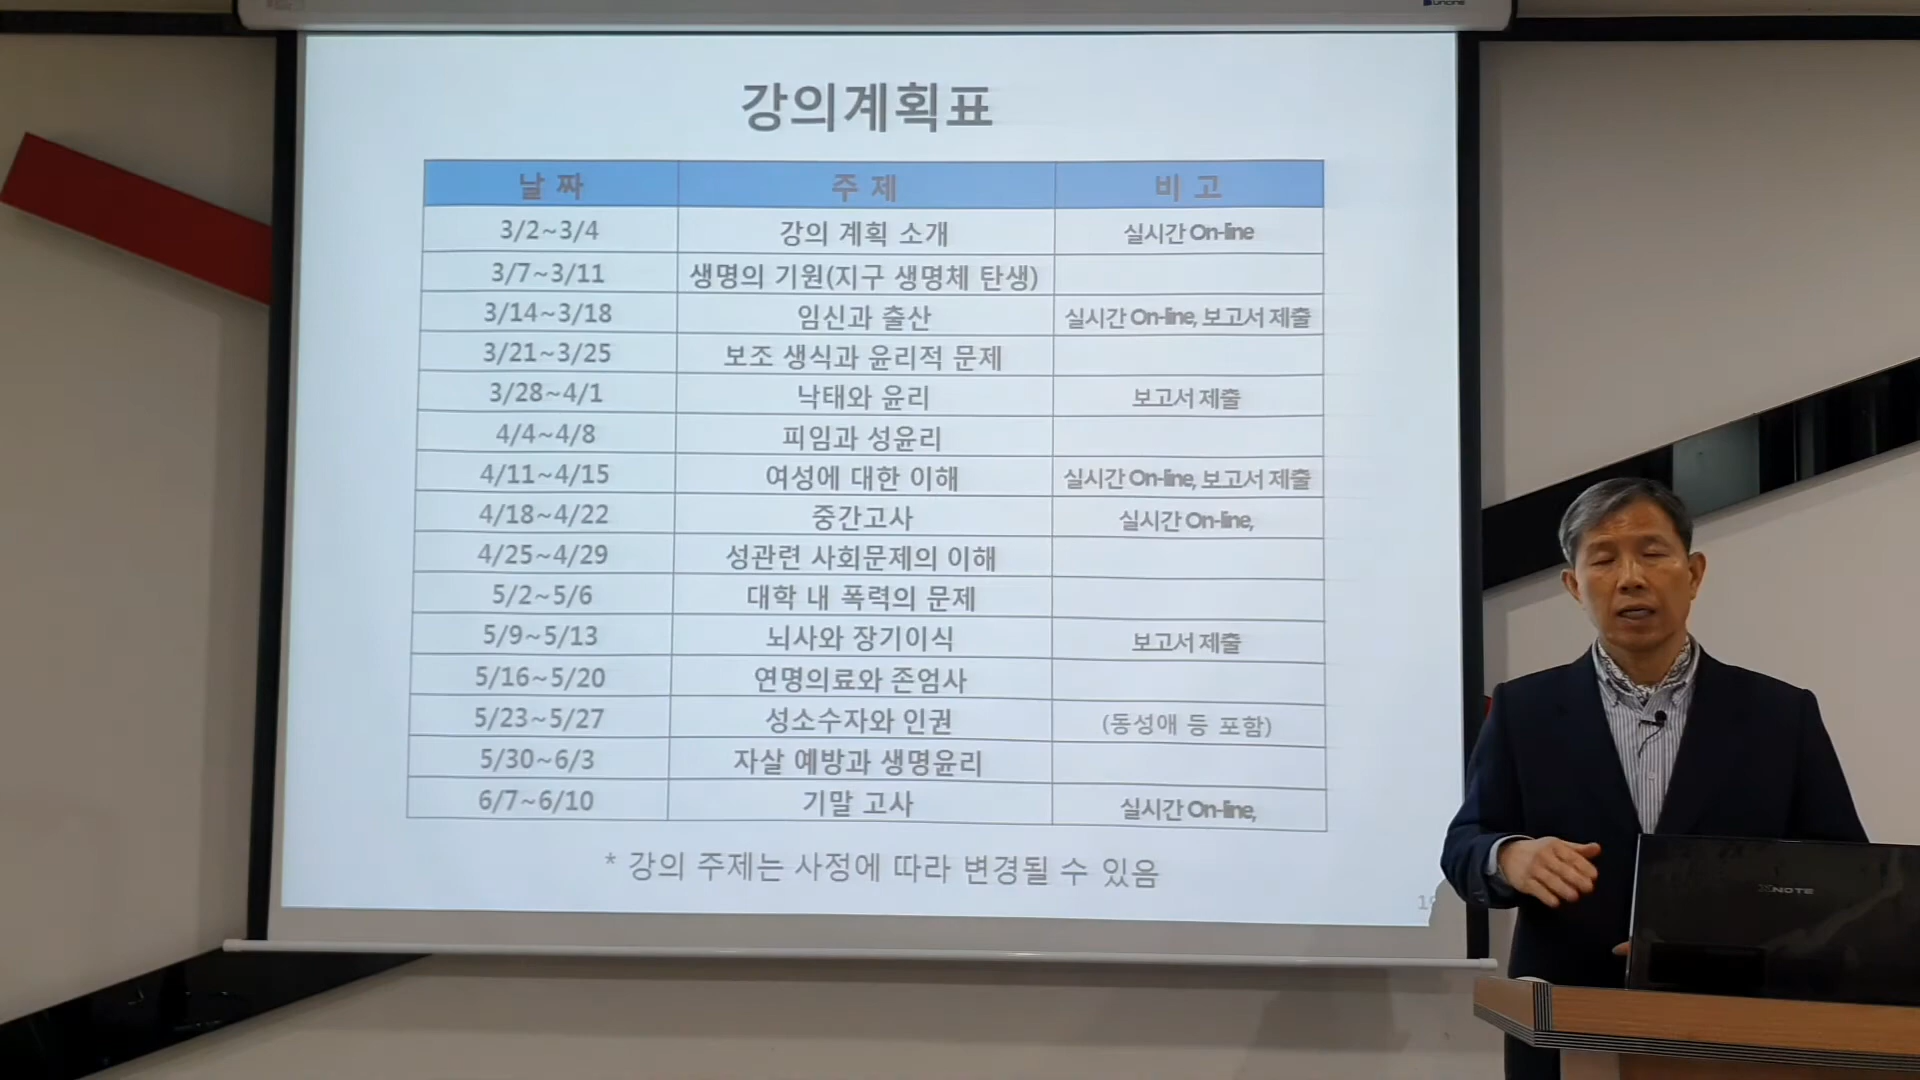 강의계획표
날 짜 주 제 비 고
3/2~3/4 강의 계획 소개 실시간 On-line
3/7~3/11 생명의 기원(지구 생명체 탄생)
3/14~3/18 임신과 출산 실시간 On-line, 보고서 제출
3/21~3/25 보조 생식과 윤리적 문제
3/28~4/1 낙태와 윤리 보고서 제출
4/4~4/8 피임과 성윤리
4/11~4/15 여성에 대한 이해 실시간 On-line, 보고서 제출
4/18~4/22 중간고사 실시간 On-line,
4/25~4/29 성관련 사회문제의 이해
5/2~5/6 대학 내 폭력의 문제
5/9~5/13 뇌사와 장기이식 보고서 제출
5/16~5/20 연명의료와 존엄사
5/23~5/27 성소수자와 인권 (동성애 등 포함)
5/30~6/3 자살 예방과 생명윤리
6/7~6/10 기말 고사 실시간 On-line,
* 강의 주제는 사정에 따라 변경될 수 있음
XNOTE